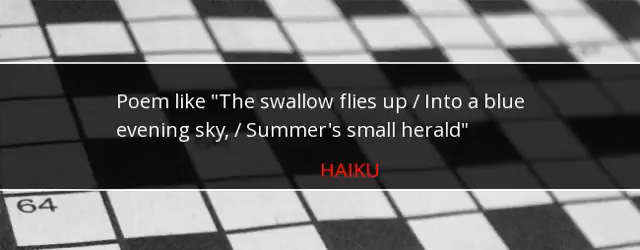 Poem like "The swallow flies up / Into a blue
evening sky, / Summer's small herald"
HAIKU
64